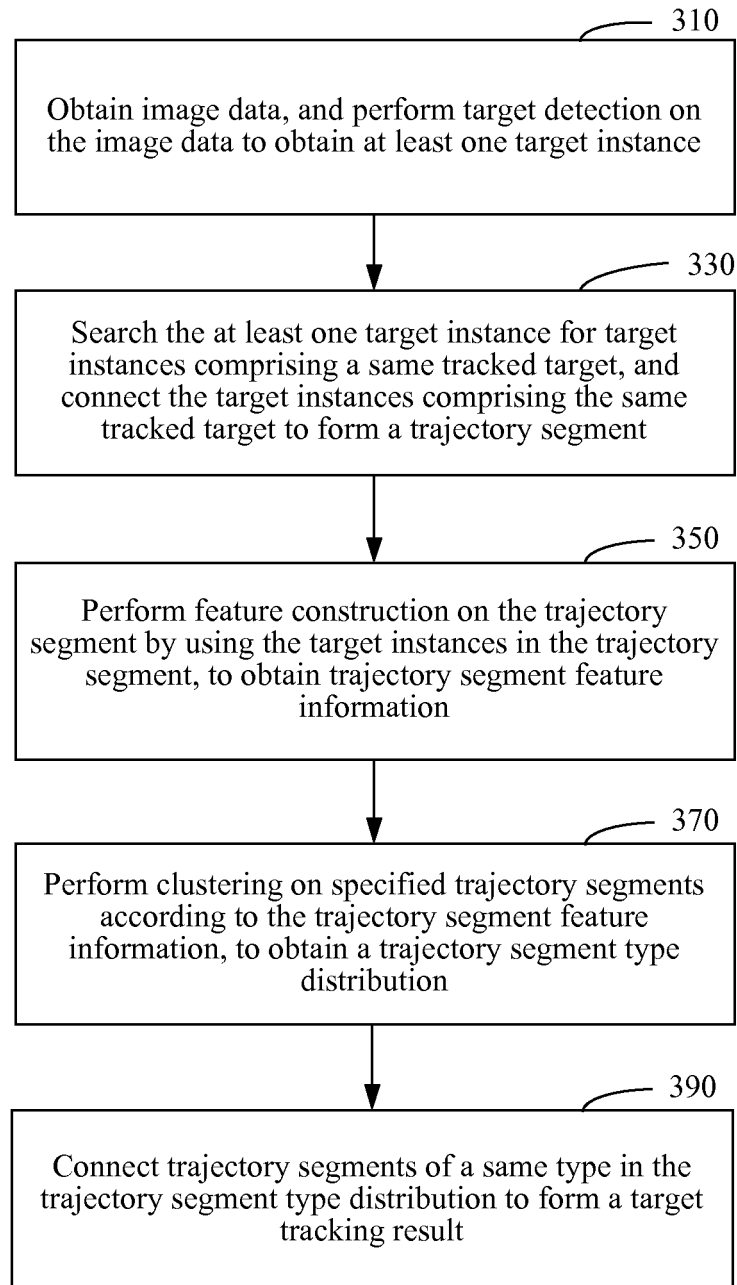 310
Obtain image data, and perform target detection on
the image data to obtain at least one target instance
330
Search the at least one target instance for target
instances comprising a same tracked target, and
connect the target instances comprising the same
tracked target to form a trajectory segment
350
Perform feature construction on the trajectory
segment by using the target instances in the trajectory
segment, to obtain trajectory segment feature
information
370
Perform clustering on specified trajectory segments
according to the trajectory segment feature
information, to obtain a trajectory segment type
distribution
390
Connect trajectory segments of a same type in the
trajectory segment type distribution to form a target
tracking result